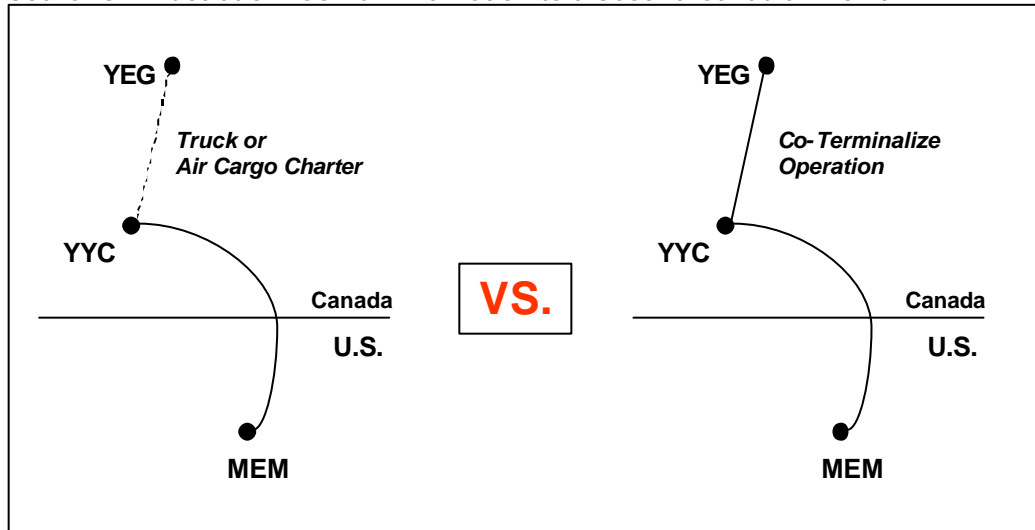 YEG
Truck or
Air Cargo Charter
YYC
Canada
U.S.
MEM
VS.
YEG
Co-Terminalize
Operation
YYC
Canada
U.S.
MEM